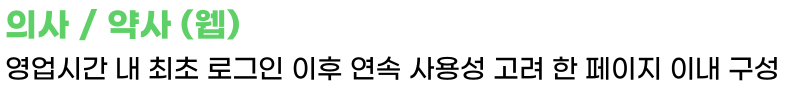 의사 / 약사 (웹)
영업시간 내 최초 로그인 이후 연속 사용성 고려 한 페이지 이내 구성